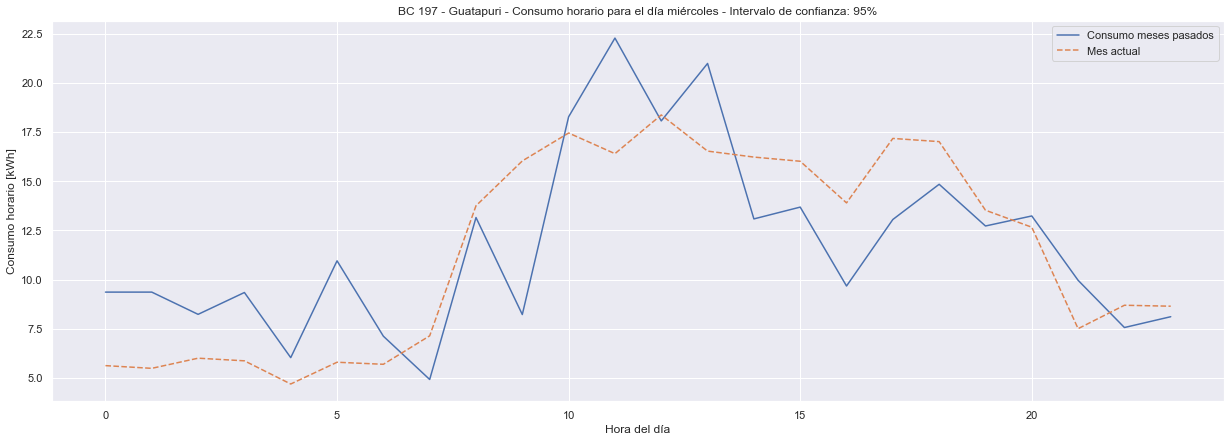 BC 197 - Guatapuri - Consumo horario para el día miércoles - Intervalo de confianza: 95%
Consumo meses pasados
Mes actual
Consumo horario [kWh]
22.5
20.0
17.5
15.0
12.5
10.0
7.5
5.0
0 5 10 15 20
Hora del día